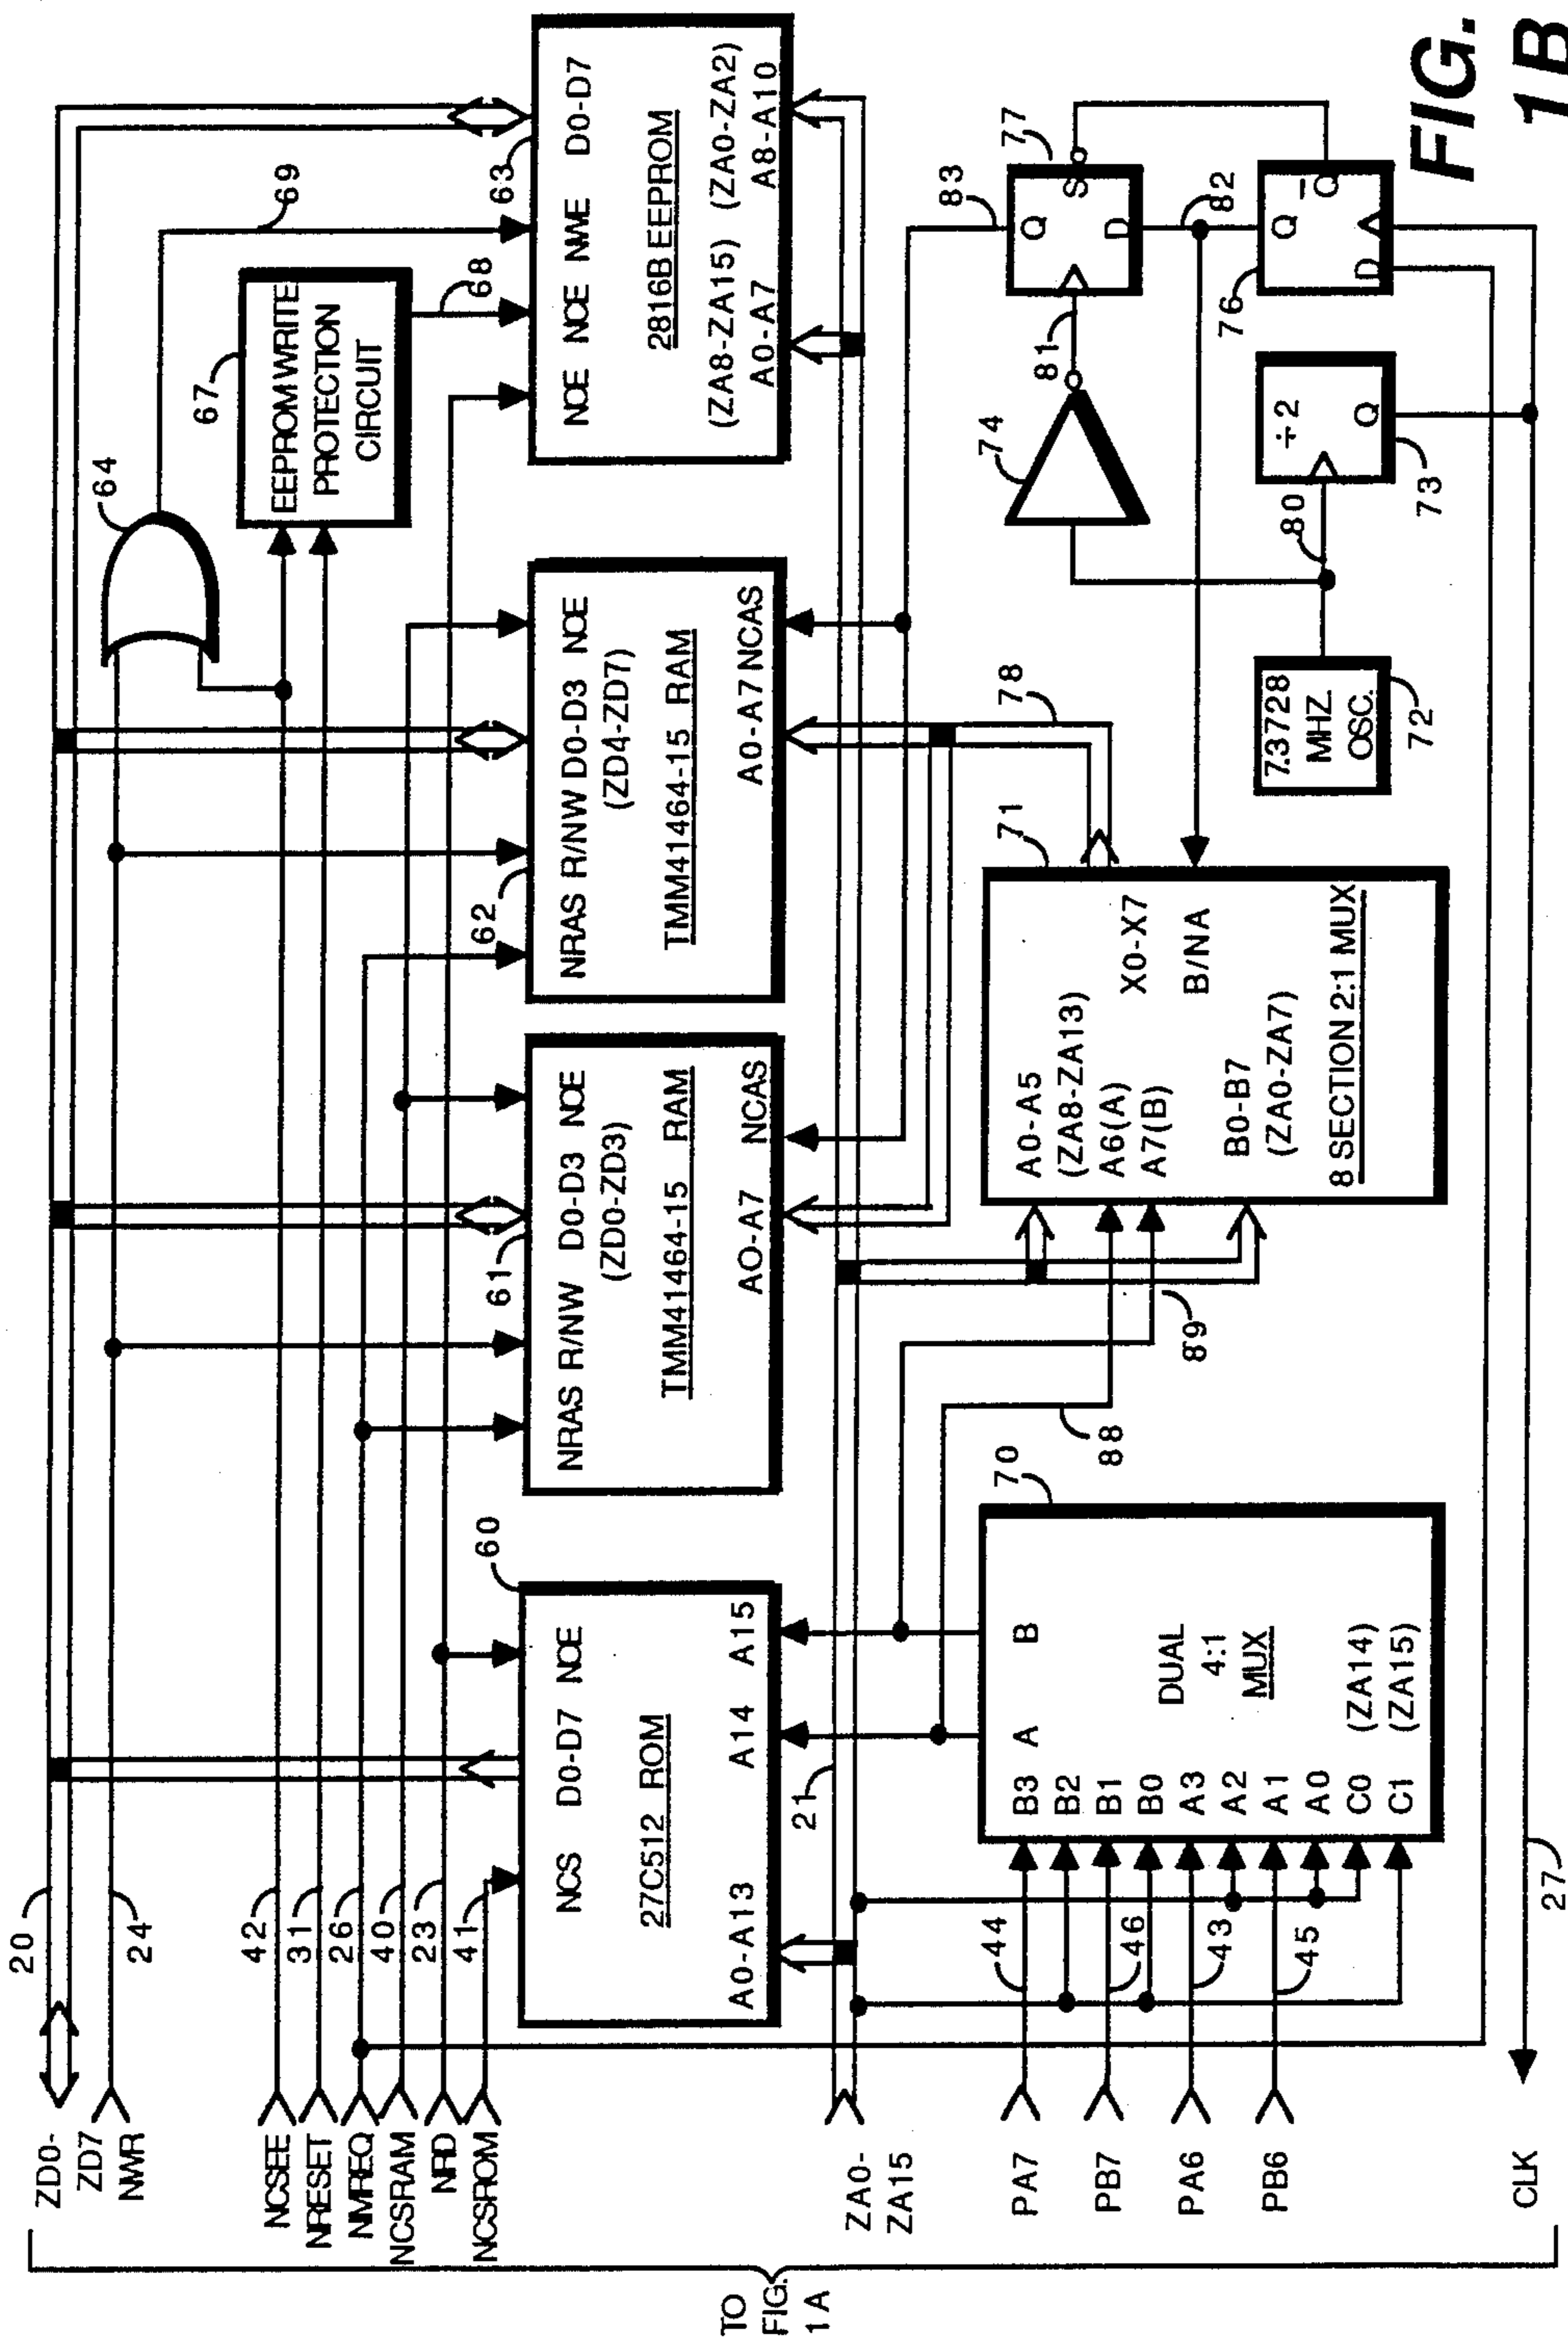 ZD0-
ZD7
NWR
NCSEE
NRESET
NMREQ
NCSRAM
NRD
NCSROM
ZA0-
ZA15
PA7
PB7
PA6
PB6
CLK
TO
FIG.
1A
20
24
42
31
26
40
23
41
21
44
46
43
45
27
60
NCS D0-D7 NOE
27C512 ROM
A0-A13 A14 A15
61
NRAS R/NW D0-D3 NOE
(ZD0-ZD3)
TMM41464-15 RAM
AO-A7 NCAS
62
NRAS R/NW D0-D3 NOE
(ZD4-ZD7)
TMM41464-15 RAM
A0-A7 NCAS
64
67
EEPROM WRITE
PROTECTION
CIRCUIT
68
69
63
NOE NCE NWE D0-D7
2816B EEPROM
(ZA8-ZA15) (ZA0-ZA2)
A0-A7 A8-A10
70
B3 A B
B2
B1
B0
A3
A2
A1
A0
C0 (ZA14)
C1 (ZA15)
DUAL
4:1
MUX
88
89
71
A0-A5
(ZA8-ZA13)
A6(A) X0-X7
A7(B)
B/NA
B0-B7
(ZA0-ZA7)
8 SECTION 2:1 MUX
78
7.3728
MHZ.
OSC.
72
80
÷2
Q
73
74
81
77
Q
S
D
83
82
76
Q
Q
D
FIG.
1B